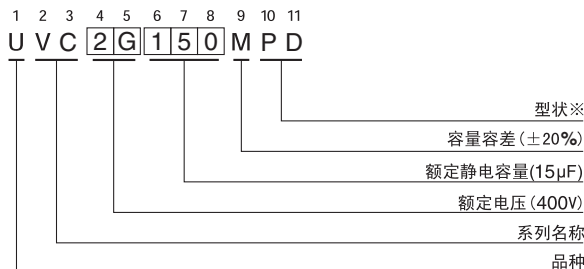 1 2 3 4 5 6 7 8 9 10 11
U V C 2 G 1 5 0 M P D
型状※
容量容差(±20%)
额定静电容量(15μF)
额定电压(400V)
系列名称
品种